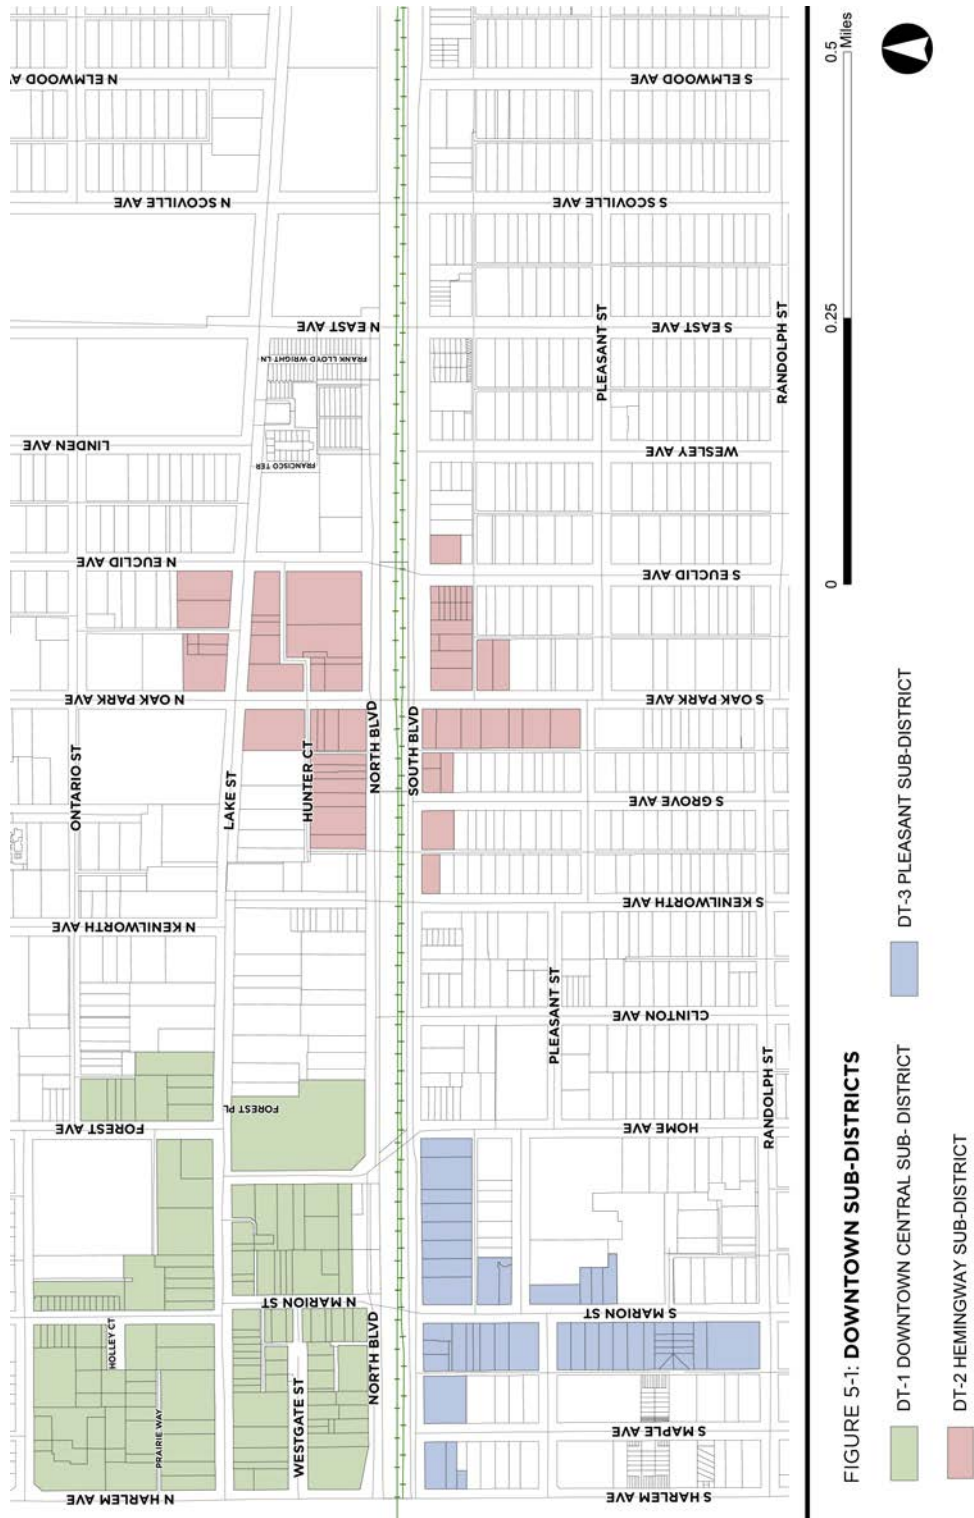 N HARLEM AVE
HOLLEY CT
PRAIRIE WAY
N MARION ST
WESTGATE ST
NORTH BLVD
FOREST AVE
FOREST PL
ONTARIO ST
LAKE ST
N KENILWORTH AVE
HUNTER CT
NORTH BLVD
SOUTH BLVD
N OAK PARK AVE
N EUCLID AVE
LINDEN AVE
FRANCISCO TER
FRANK LLOYD WRIGHT LN
N EAST AVE
N SCOVILLE AVE
N ELMWOOD AV
S HARLEM AVE
S MAPLE AVE
S MARION ST
HOME AVE
PLEASANT ST
CLINTON AVE
S KENILWORTH AVE
S GROVE AVE
S OAK PARK AVE
S EUCLID AVE
WESLEY AVE
PLEASANT ST
S EAST AVE
S SCOVILLE AVE
S ELMWOOD AVE
RANDOLPH ST
RANDOLPH ST
FIGURE 5-1: DOWNTOWN SUB-DISTRICTS
DT-1 DOWNTOWN CENTRAL SUB- DISTRICT
DT-2 HEMINGWAY SUB-DISTRICT
DT-3 PLEASANT SUB-DISTRICT
0 0.25 0.5
Miles